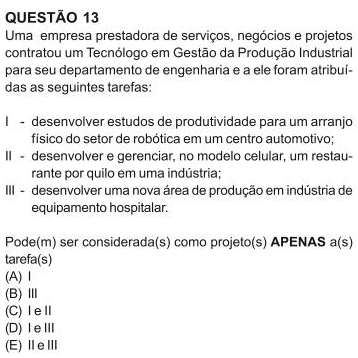 QUESTÃO 13
Uma empresa prestadora de serviços, negócios e projetos
contratou um Tecnólogo em Gestão da Produção Industrial
para seu departamento de engenharia e a ele foram atribuí-
das as seguintes tarefas:
I - desenvolver estudos de produtividade para um arranjo
físico do setor de robótica em um centro automotivo;
II - desenvolver e gerenciar, no modelo celular, um restau-
rante por quilo em uma indústria;
III - desenvolver uma nova área de produção em indústria de
equipamento hospitalar.
Pode(m) ser considerada(s) como projeto(s) APENAS a(s)
tarefa(s)
(A) I
(B) III
(C) I e II
(D) I e III
(E) II e III